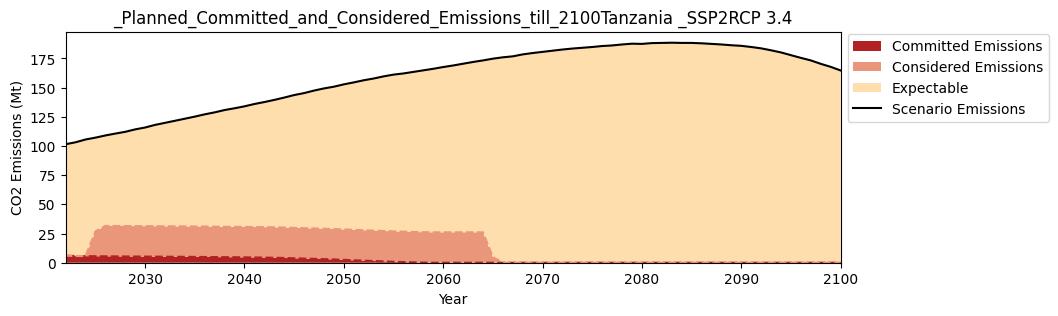 _Planned_Committed_and_Considered_Emissions_till_2100Tanzania _SSP2RCP 3.4
Committed Emissions
Considered Emissions
Expectable
Scenario Emissions
CO2 Emissions (Mt)
175
150
125
100
75
50
25
0
2030 2040 2050 2060 2070 2080 2090 2100
Year